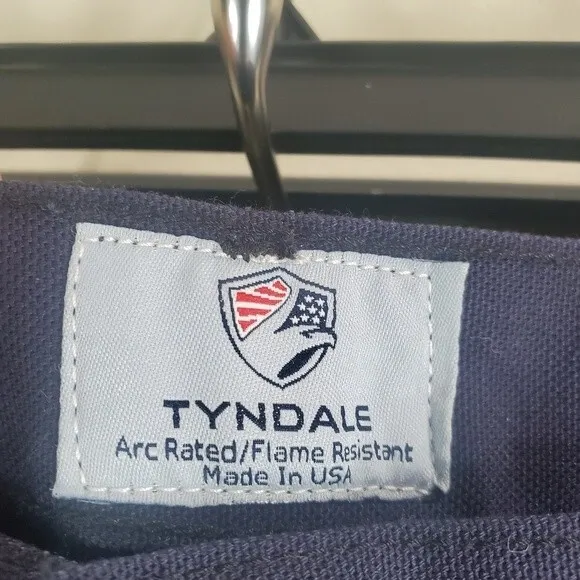 TYNDALE
Arc Rated/Flame Resistant
Made In USA